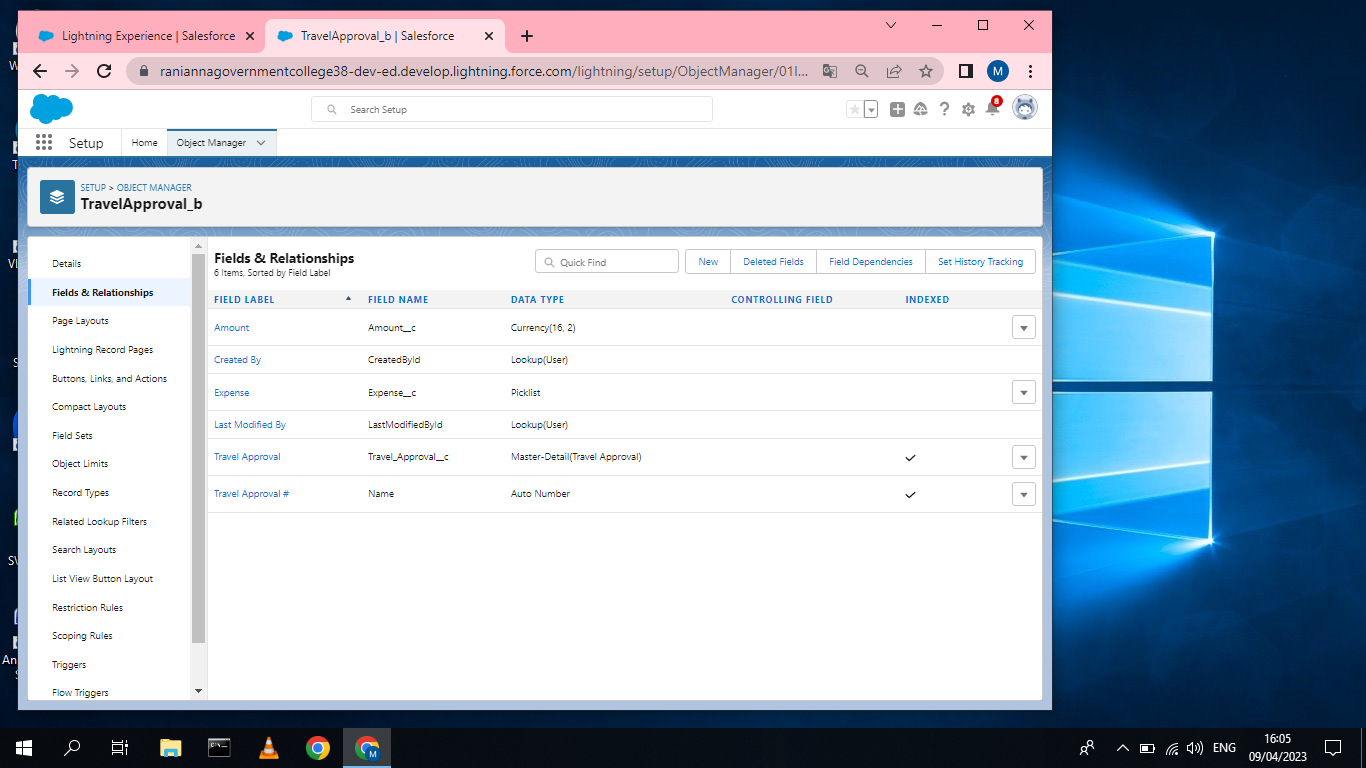 Lightning Experience | Salesforce
TravelApproval_b | Salesforce
raniannagovernmentcollege38-dev-ed.develop.lightning.force.com/lightning/setup/ObjectManager/01I...
M
Search Setup
8
Setup
Home
Object Manager
SETUP > OBJECT MANAGER
TravelApproval_b
Details
Fields & Relationships
Page Layouts
Lightning Record Pages
Buttons, Links, and Actions
Compact Layouts
Field Sets
Object Limits
Record Types
Related Lookup Filters
Search Layouts
List View Button Layout
Restriction Rules
Scoping Rules
Triggers
Flow Triggers
Fields & Relationships
6 Items, Sorted by Field Label
Quick Find
New
Deleted Fields
Field Dependencies
Set History Tracking
FIELD LABEL FIELD NAME DATA TYPE CONTROLLING FIELD INDEXED
Amount Amount__c Currency(16, 2)
Created By CreatedById Lookup(User)
Expense Expense__c Picklist
Last Modified By LastModifiedById Lookup(User)
Travel Approval Travel_Approval__c Master-Detail(Travel Approval)
Travel Approval # Name Auto Number
M
ENG
16:05
09/04/2023